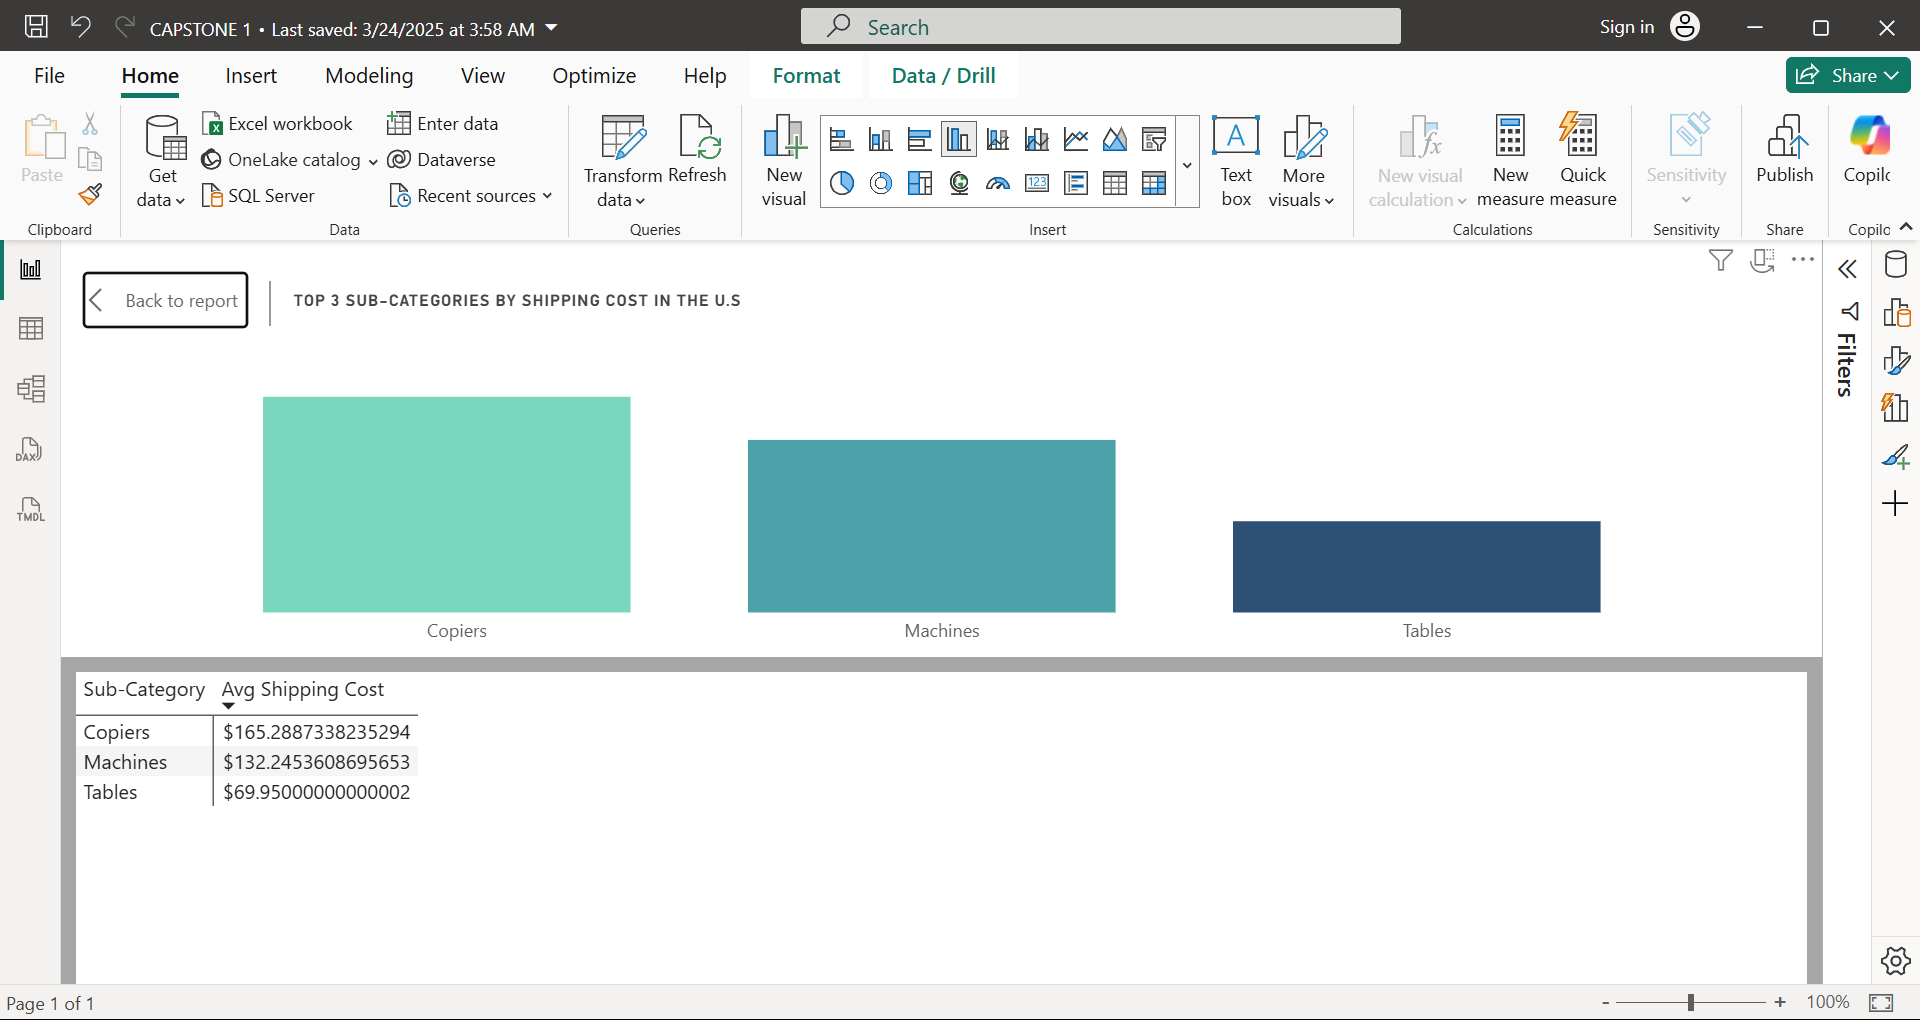 CAPSTONE 1 • Last saved: 3/24/2025 at 3:58 AM
Search
Sign in
File Home Insert Modeling View Optimize Help Format Data / Drill
Share
Paste
Clipboard
Get data
Excel workbook
OneLake catalog
SQL Server
Enter data
Dataverse
Recent sources
Data
Transform data
Refresh
Queries
New visual
123
A
Text box
More visuals
Insert
fx
New visual calculation
New measure
Quick measure
Calculations
Sensitivity
Sensitivity
Publish
Share
Copilc
Copilc
DAX
TMDL
Back to report
TOP 3 SUB-CATEGORIES BY SHIPPING COST IN THE U.S
Filters
Copiers Machines Tables
Sub-Category Avg Shipping Cost
Copiers $165.2887338235294
Machines $132.2453608695653
Tables $69.95000000000002
Page 1 of 1
- + 100%